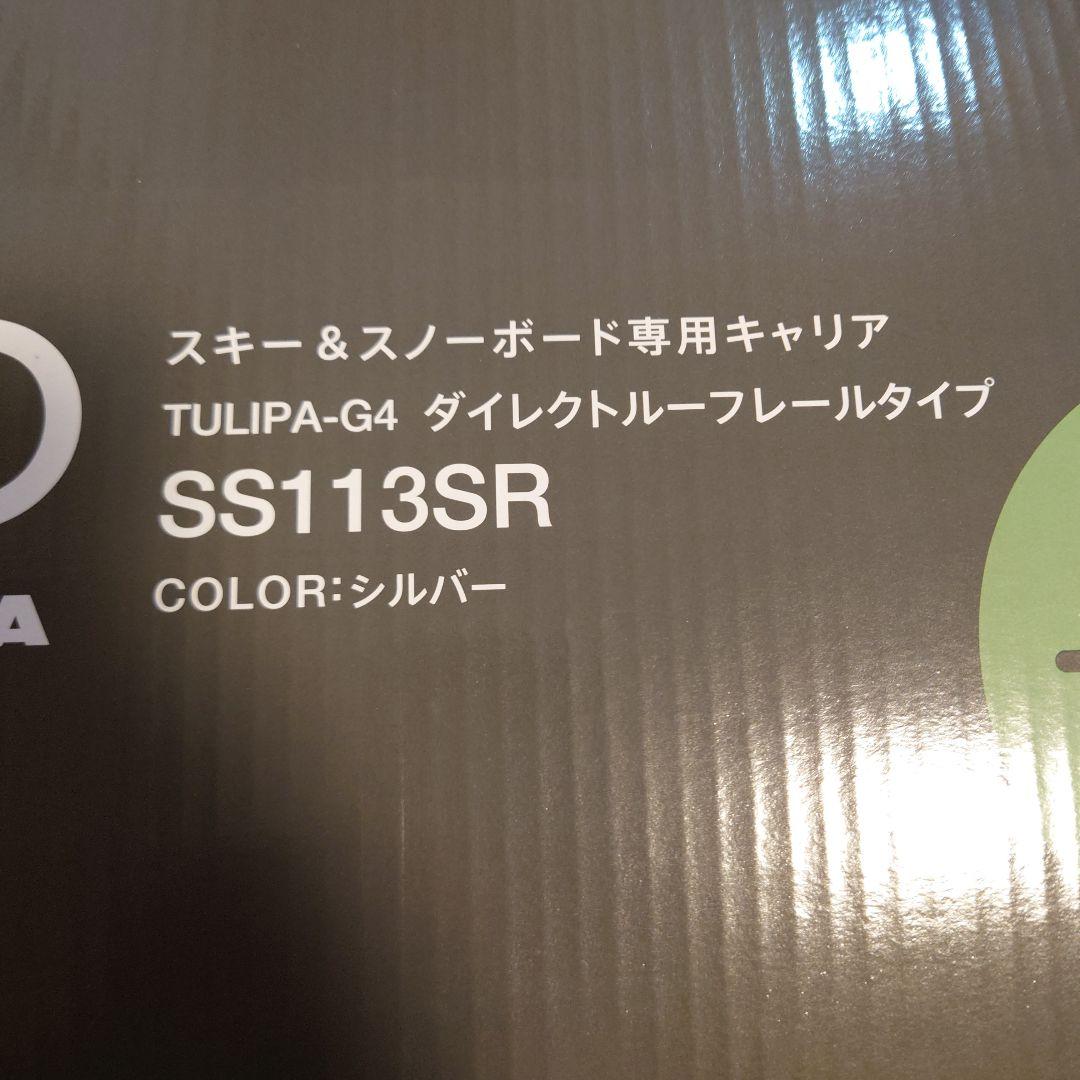 スキー&スノーボード専用キャリア
TULIPA-G4 ダイレクトルーフレールタイプ
SS113SR
COLOR:シルバー
A